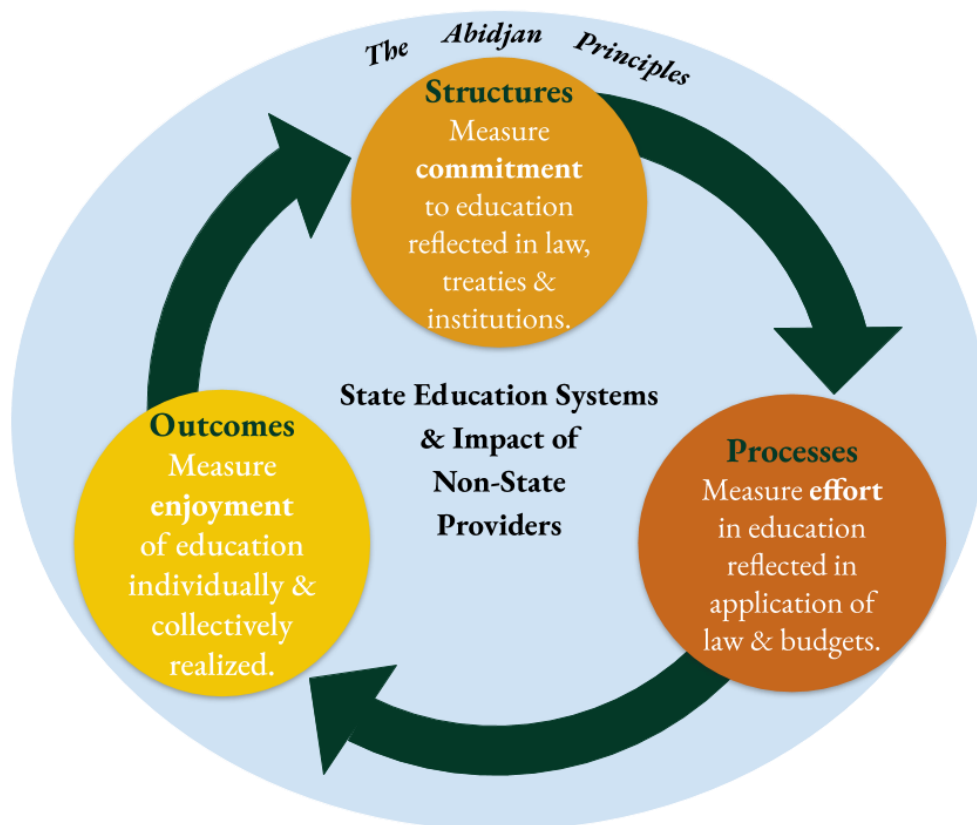 The Abidjan Principles
Structures
Measure
commitment
to education
reflected in law,
treaties &
institutions.
State Education Systems
& Impact of
Non-State
Providers
Outcomes
Measure
enjoyment
of education
individually &
collectively
realized.
Processes
Measure effort
in education
reflected in
application of
law & budgets.